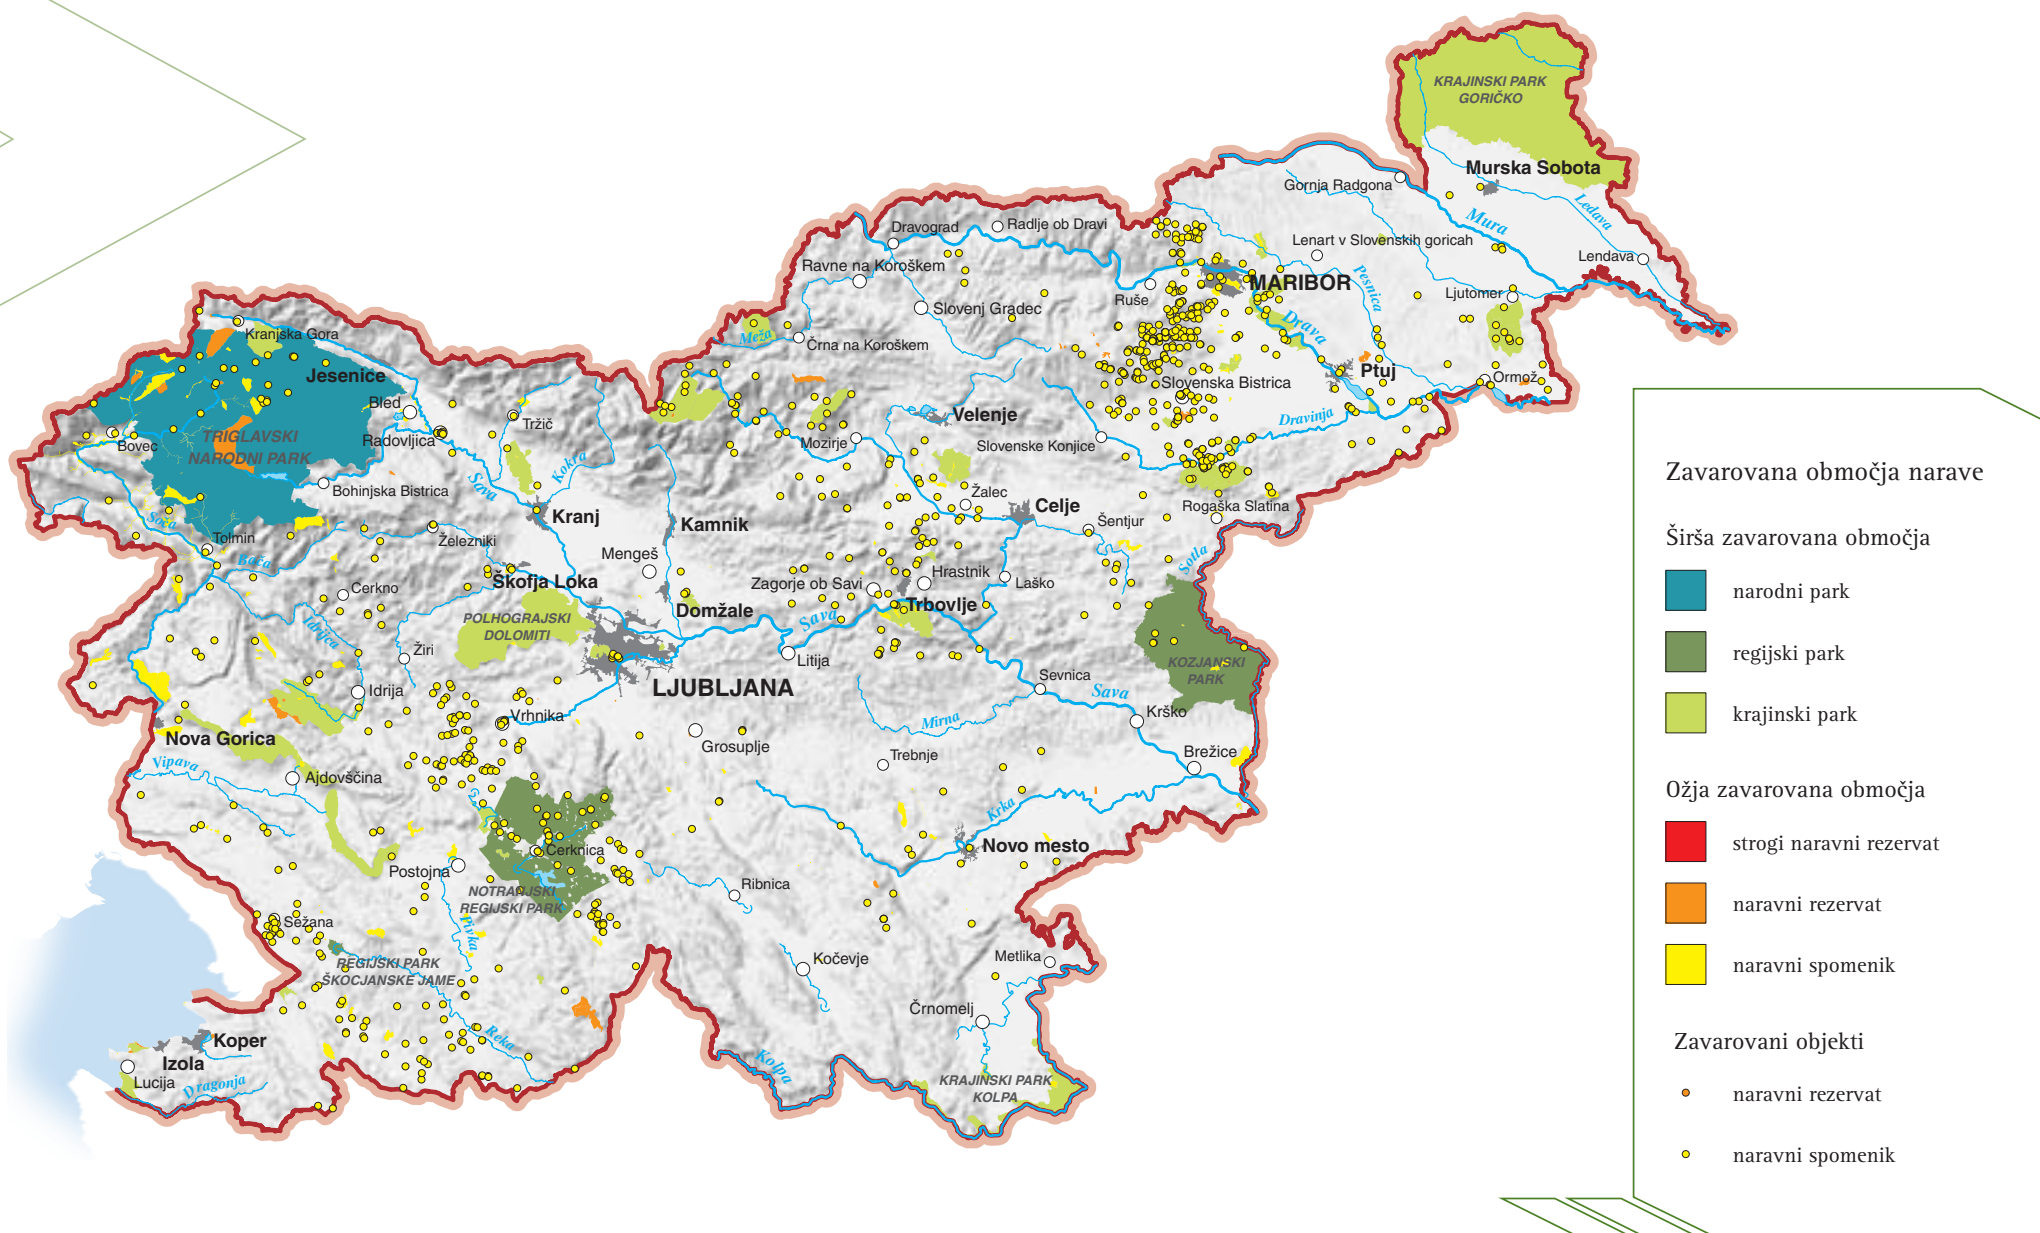 KRAJINSKI PARK
GORIČKO
Murska Sobota
Gornja Radgona
Ledava
Mura
Radlje ob Dravi
Dravograd
Lenart v Slovenskih goricah
Lendava
Ravne na Koroškem
Pesnica
MARIBOR
Ruše
Ljutomer
Slovenj Gradec
Drava
Kranjska Gora
Meža
Črna na Koroškem
Jesenice
Ptuj
Ormož
Slovenska Bistrica
Bled
Velenje
Dravinja
Tržič
Radovljica
Bovec
TRIGLAVSKI
NARODNI PARK
Mozirje
Slovenske Konjice
Kokra
Sava
Bohinjska Bistrica
Žalec
Celje
Rogaška Slatina
Soča
Kranj
Kamnik
Šentjur
Tolmin
Železniki
Bača
Mengeš
Sotla
Škofja Loka
Zagorje ob Savi
Hrastnik
Laško
Cerkno
Domžale
Trbovlje
POLHOGRAJSKI
DOLOMITI
Sava
Idrijca
Žiri
Litija
KOZJANSKI
PARK
Idrija
LJUBLJANA
Sevnica
Sava
Vrhnika
Mirna
Krško
Nova Gorica
Grosuplje
Trebnje
Brežice
Vipava
Ajdovščina
Krka
Cerknica
Novo mesto
Postojna
Ribnica
NOTRANJSKI
REGIJSKI PARK
Sežana
Pivka
REGIJSKI PARK
ŠKOCJANSKE JAME
Kočevje
Metlika
Črnomelj
Koper
Reka
Izola
Kolpa
Lucija
Dragonja
KRAJINSKI PARK
KOLPA
Zavarovana območja narave
Širša zavarovana območja
narodni park
regijski park
krajinski park
Ožja zavarovana območja
strogi naravni rezervat
naravni rezervat
naravni spomenik
Zavarovani objekti
naravni rezervat
naravni spomenik